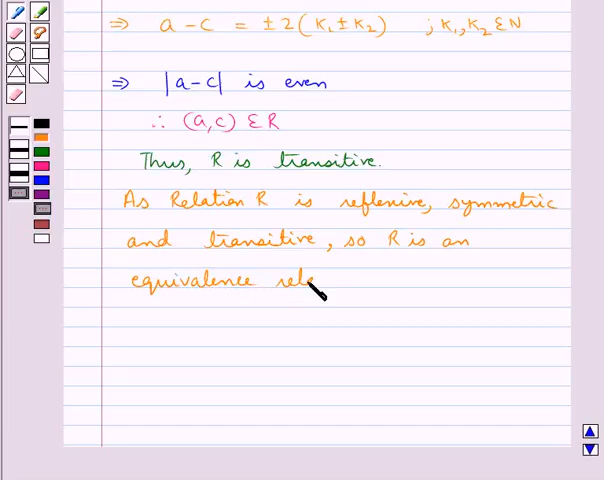 ⇒ a - c = ± 2 ( K₁ ± K₂ ) ; K₁, K₂ ∈ N
⇒ |a - c| is even
∴ (a, c) ∈ R
Thus, R is transitive.
As Relation R is reflexive, symmetric
and transitive, so R is an
equivalence rela